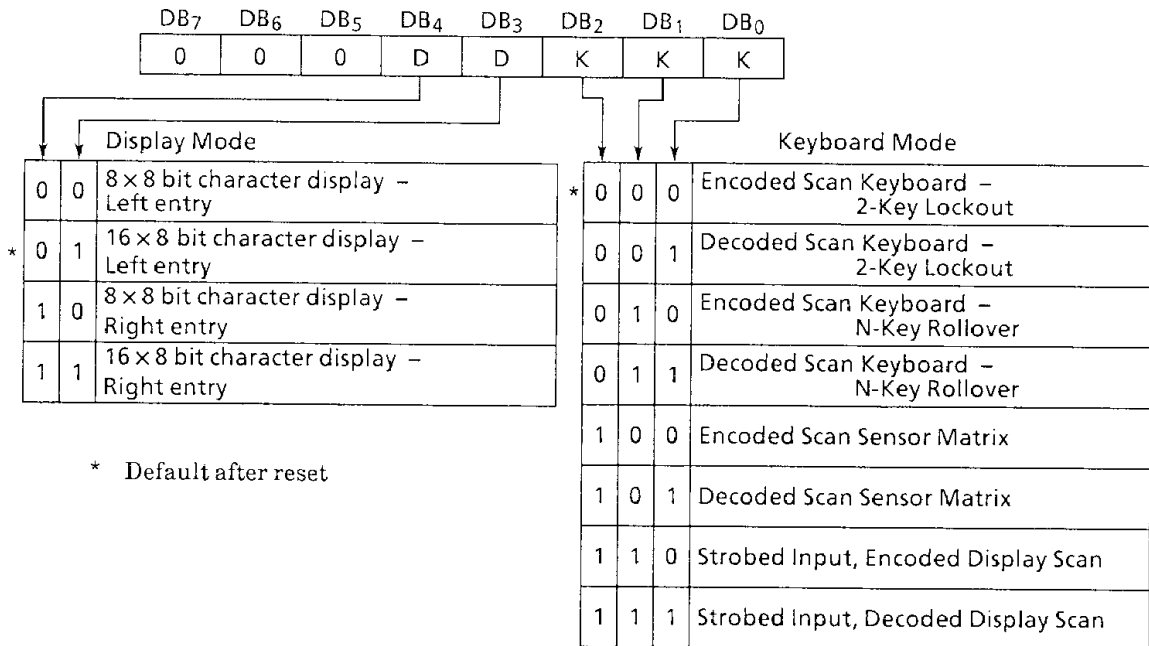 DB7 DB6 DB5 DB4 DB3 DB2 DB1 DB0
0 0 0 D D K K K
Display Mode
0 0 8 × 8 bit character display –
Left entry
* 0 1 16 × 8 bit character display –
Left entry
1 0 8 × 8 bit character display –
Right entry
1 1 16 × 8 bit character display –
Right entry
* Default after reset
Keyboard Mode
* 0 0 0 Encoded Scan Keyboard –
2-Key Lockout
0 0 1 Decoded Scan Keyboard –
2-Key Lockout
0 1 0 Encoded Scan Keyboard –
N-Key Rollover
0 1 1 Decoded Scan Keyboard –
N-Key Rollover
1 0 0 Encoded Scan Sensor Matrix
1 0 1 Decoded Scan Sensor Matrix
1 1 0 Strobed Input, Encoded Display Scan
1 1 1 Strobed Input, Decoded Display Scan